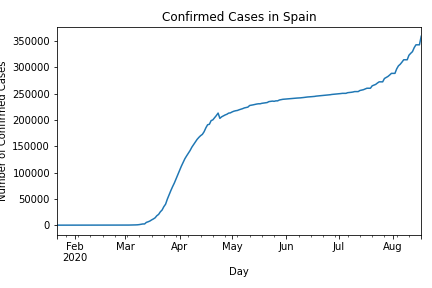 Confirmed Cases in Spain
Number of Confirmed Cases
350000
300000
250000
200000
150000
100000
50000
0
Feb
2020
Mar
Apr
May
Jun
Jul
Aug
Day